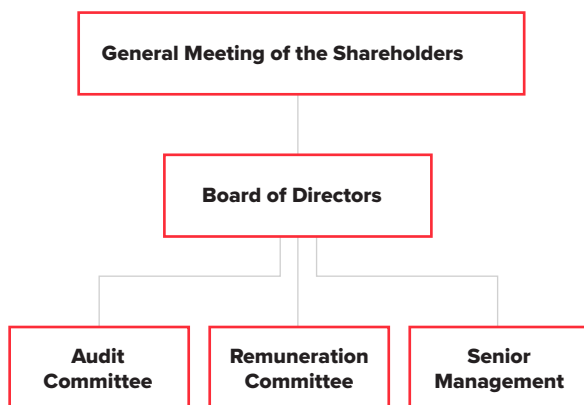 General Meeting of the Shareholders
Board of Directors
Audit
Committee
Remuneration
Committee
Senior
Management